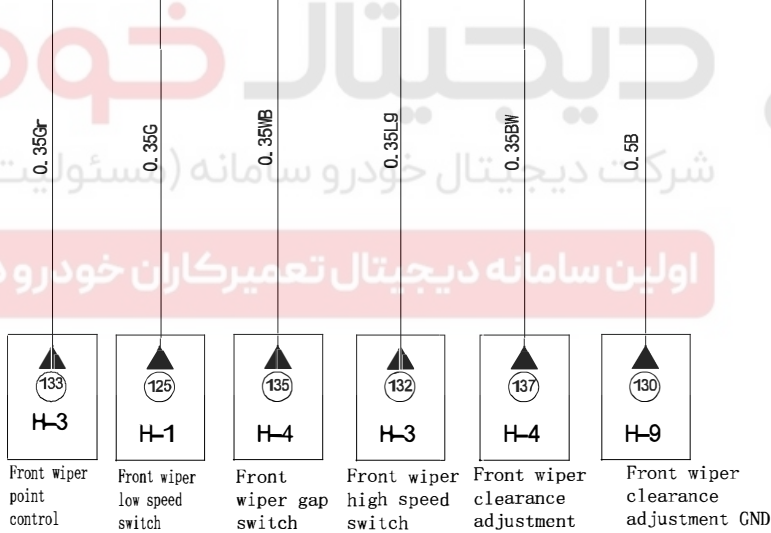 دیجیتال خود
0.35Gr
0.35G
0.35WB
0.35Lg
0.35BW
0.5B
شرکت دیجیتال خودرو سامانه (مسئولیت
اولین سامانه دیجیتال تعمیرکاران خودرو د
133
125
135
132
137
130
H-3
H-1
H-4
H-3
H-4
H-9
Front wiper
point
control
Front wiper
low speed
switch
Front
wiper gap
switch
Front wiper
high speed
switch
Front wiper
clearance
adjustment
Front wiper
clearance
adjustment GND